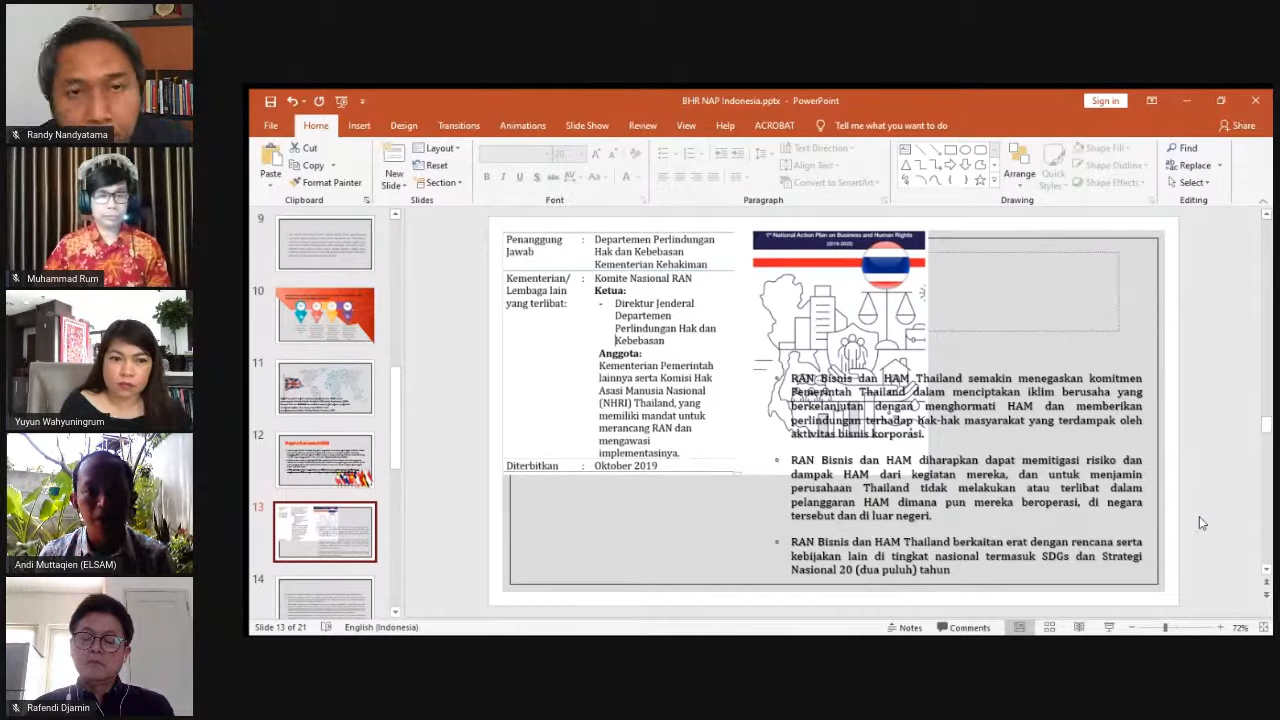 Randy Nandyatama
Muhammad Rum
Yuyun Wahyuningrum
Andi Muttaqien (ELSAM)
Rafendi Djamin
BHR NAP Indonesia.pptx - PowerPoint
Sign in
File Home Insert Design Transitions Animations Slide Show Review View Help ACROBAT Tell me what you want to do Share
Paste
Cut
Copy
Format Painter
Clipboard
New
Slide
Layout
Reset
Section
Slides
20
Font
Text Direction
Align Text
Convert to SmartArt
Paragraph
Arrange
Quick
Styles
Shape Fill
Shape Outline
Shape Effects
Drawing
Find
Replace
Select
Editing
9
10
11
12
13
14
Penanggung : Departemen Perlindungan
Jawab Hak dan Kebebasan
Kementerian Kehakiman
Kementerian/ : Komite Nasional RAN
Lembaga lain Ketua:
yang terlibat: - Direktur Jenderal
Departemen
Perlindungan Hak dan
Kebebasan
Anggota:
Kementerian Pemerintah
lainnya serta Komisi Hak
Asasi Manusia Nasional
(NHRI) Thailand, yang
memiliki mandat untuk
merancang RAN dan
mengawasi
implementasinya.
Diterbitkan : Oktober 2019
1st National Action Plan on Business and Human Rights
(2019-2022)
RAN Bisnis dan HAM Thailand semakin menegaskan komitmen
Pemerintah Thailand dalam menciptakan iklim berusaha yang
berkelanjutan dengan menghormati HAM dan memberikan
perlindungan terhadap hak-hak masyarakat yang terdampak oleh
aktivitas bisnis korporasi.
RAN Bisnis dan HAM diharapkan dapat memitigasi risiko dan
dampak HAM dari kegiatan mereka, dan untuk menjamin
perusahaan Thailand tidak melakukan atau terlibat dalam
pelanggaran HAM dimana pun mereka beroperasi, di negara
tersebut dan di luar negeri.
RAN Bisnis dan HAM Thailand berkaitan erat dengan rencana serta
kebijakan lain di tingkat nasional termasuk SDGs dan Strategi
Nasional 20 (dua puluh) tahun
Slide 13 of 21 English (Indonesia) Notes Comments 72%